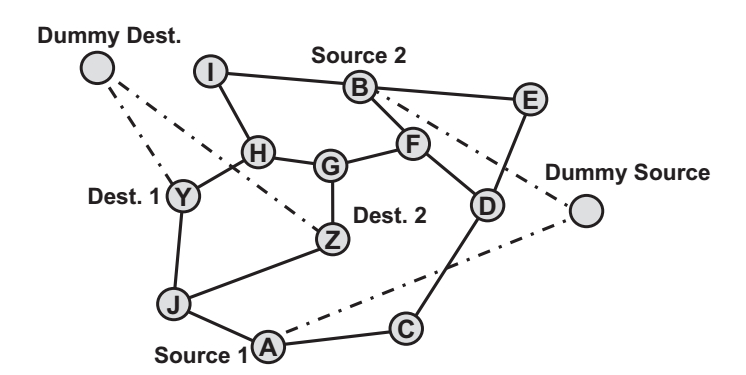 Dummy Dest.
I
Source 2
B
E
H
G
F
Dummy Source
Dest. 1
Y
D
Dest. 2
Z
J
C
Source 1
A